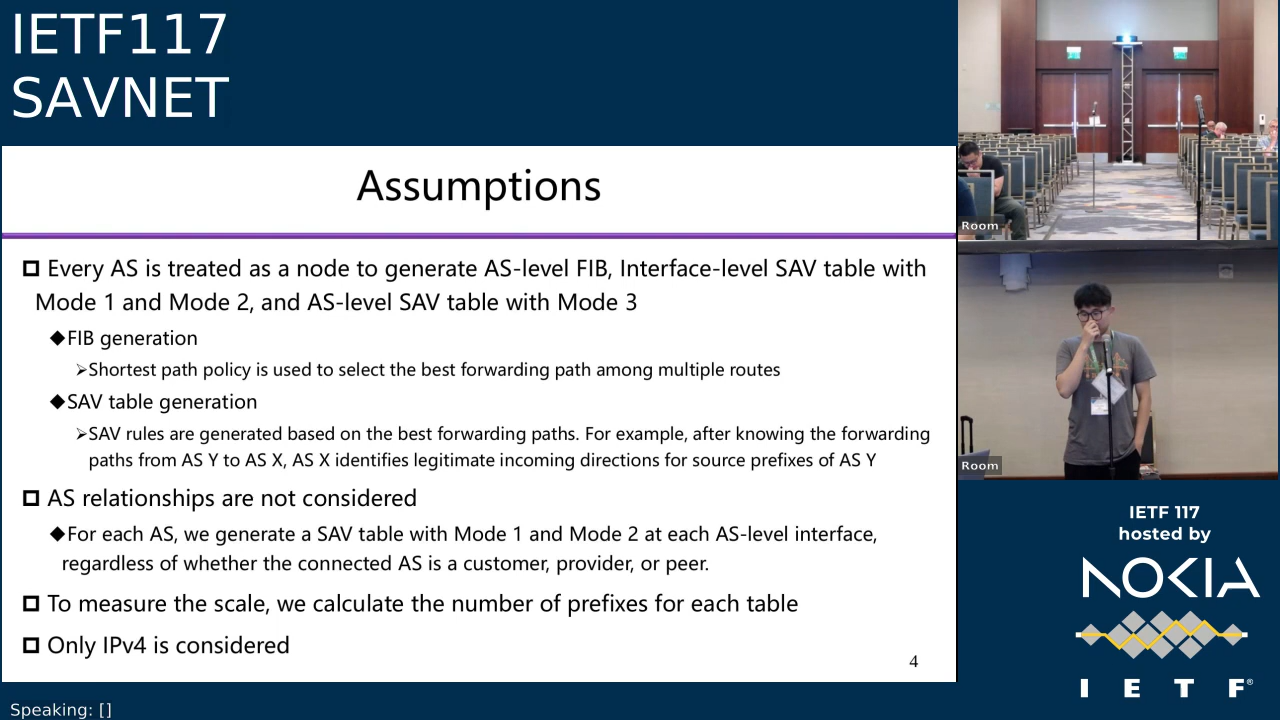 IETF117
SAVNET
Assumptions
Every AS is treated as a node to generate AS-level FIB, Interface-level SAV table with
Mode 1 and Mode 2, and AS-level SAV table with Mode 3
◆FIB generation
➢Shortest path policy is used to select the best forwarding path among multiple routes
◆SAV table generation
➢SAV rules are generated based on the best forwarding paths. For example, after knowing the forwarding
paths from AS Y to AS X, AS X identifies legitimate incoming directions for source prefixes of AS Y
AS relationships are not considered
◆For each AS, we generate a SAV table with Mode 1 and Mode 2 at each AS-level interface,
regardless of whether the connected AS is a customer, provider, or peer.
To measure the scale, we calculate the number of prefixes for each table
Only IPv4 is considered
4
Speaking: []
Room
Room
IETF 117
hosted by
NOKIA
I E T F®